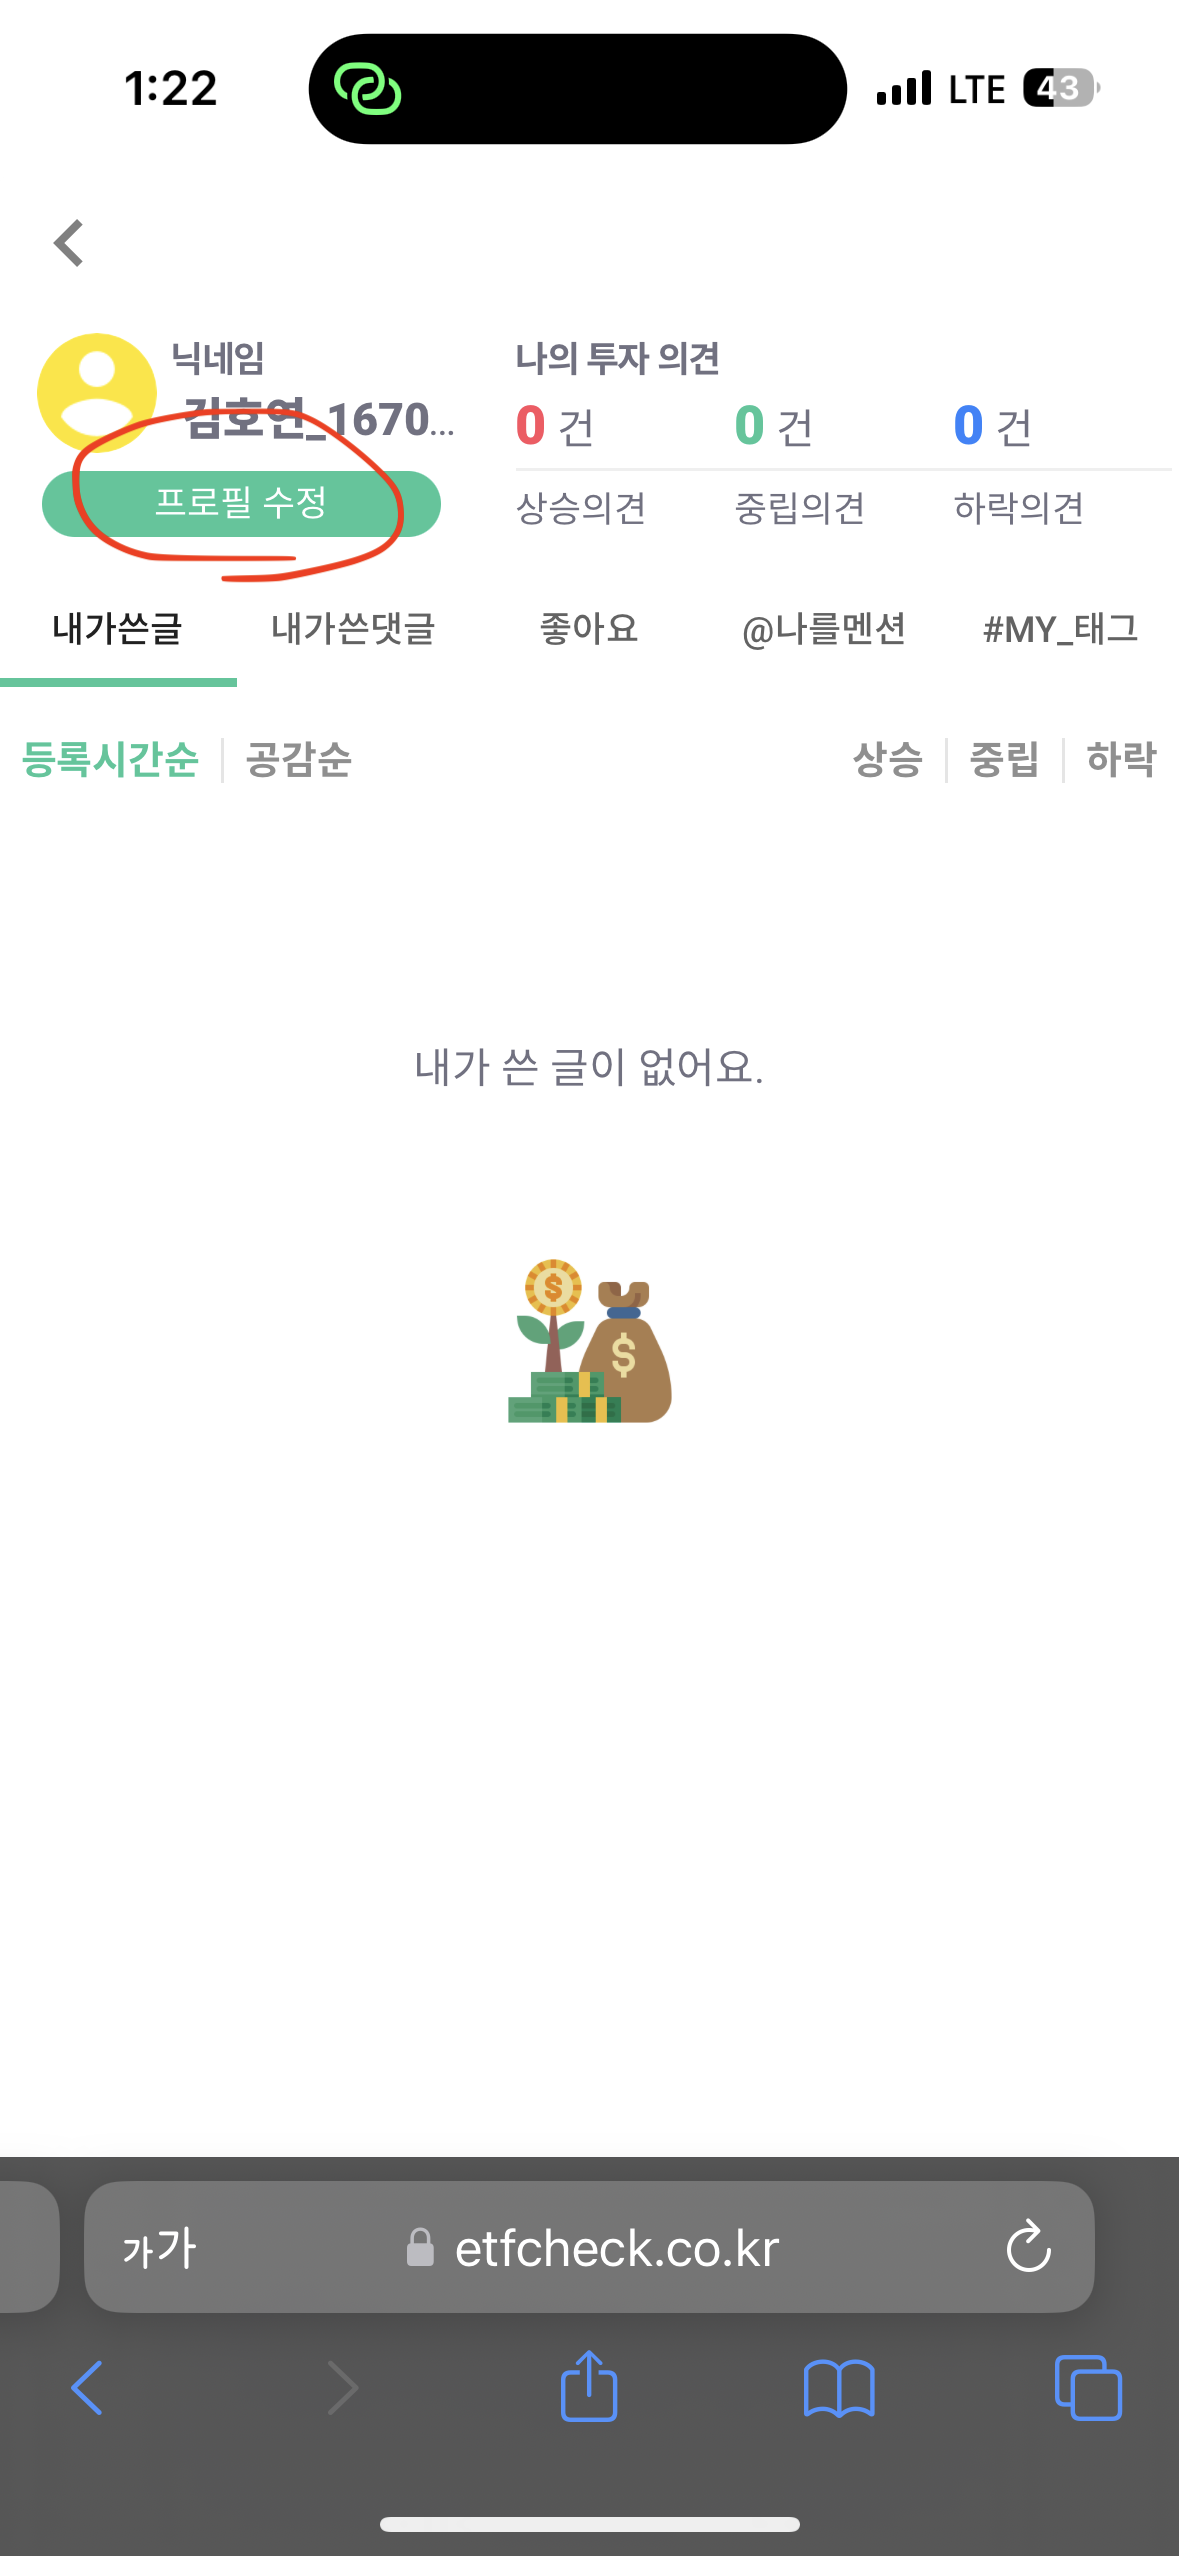 1:22
LTE 43
닉네임
김호연_1670...
프로필 수정
나의 투자 의견
0 건 0 건 0 건
상승의견 중립의견 하락의견
내가쓴글 내가쓴댓글 좋아요 @나를멘션 #MY_태그
등록시간순 공감순 상승 중립 하락
내가 쓴 글이 없어요.
$ $
가가 etfcheck.co.kr